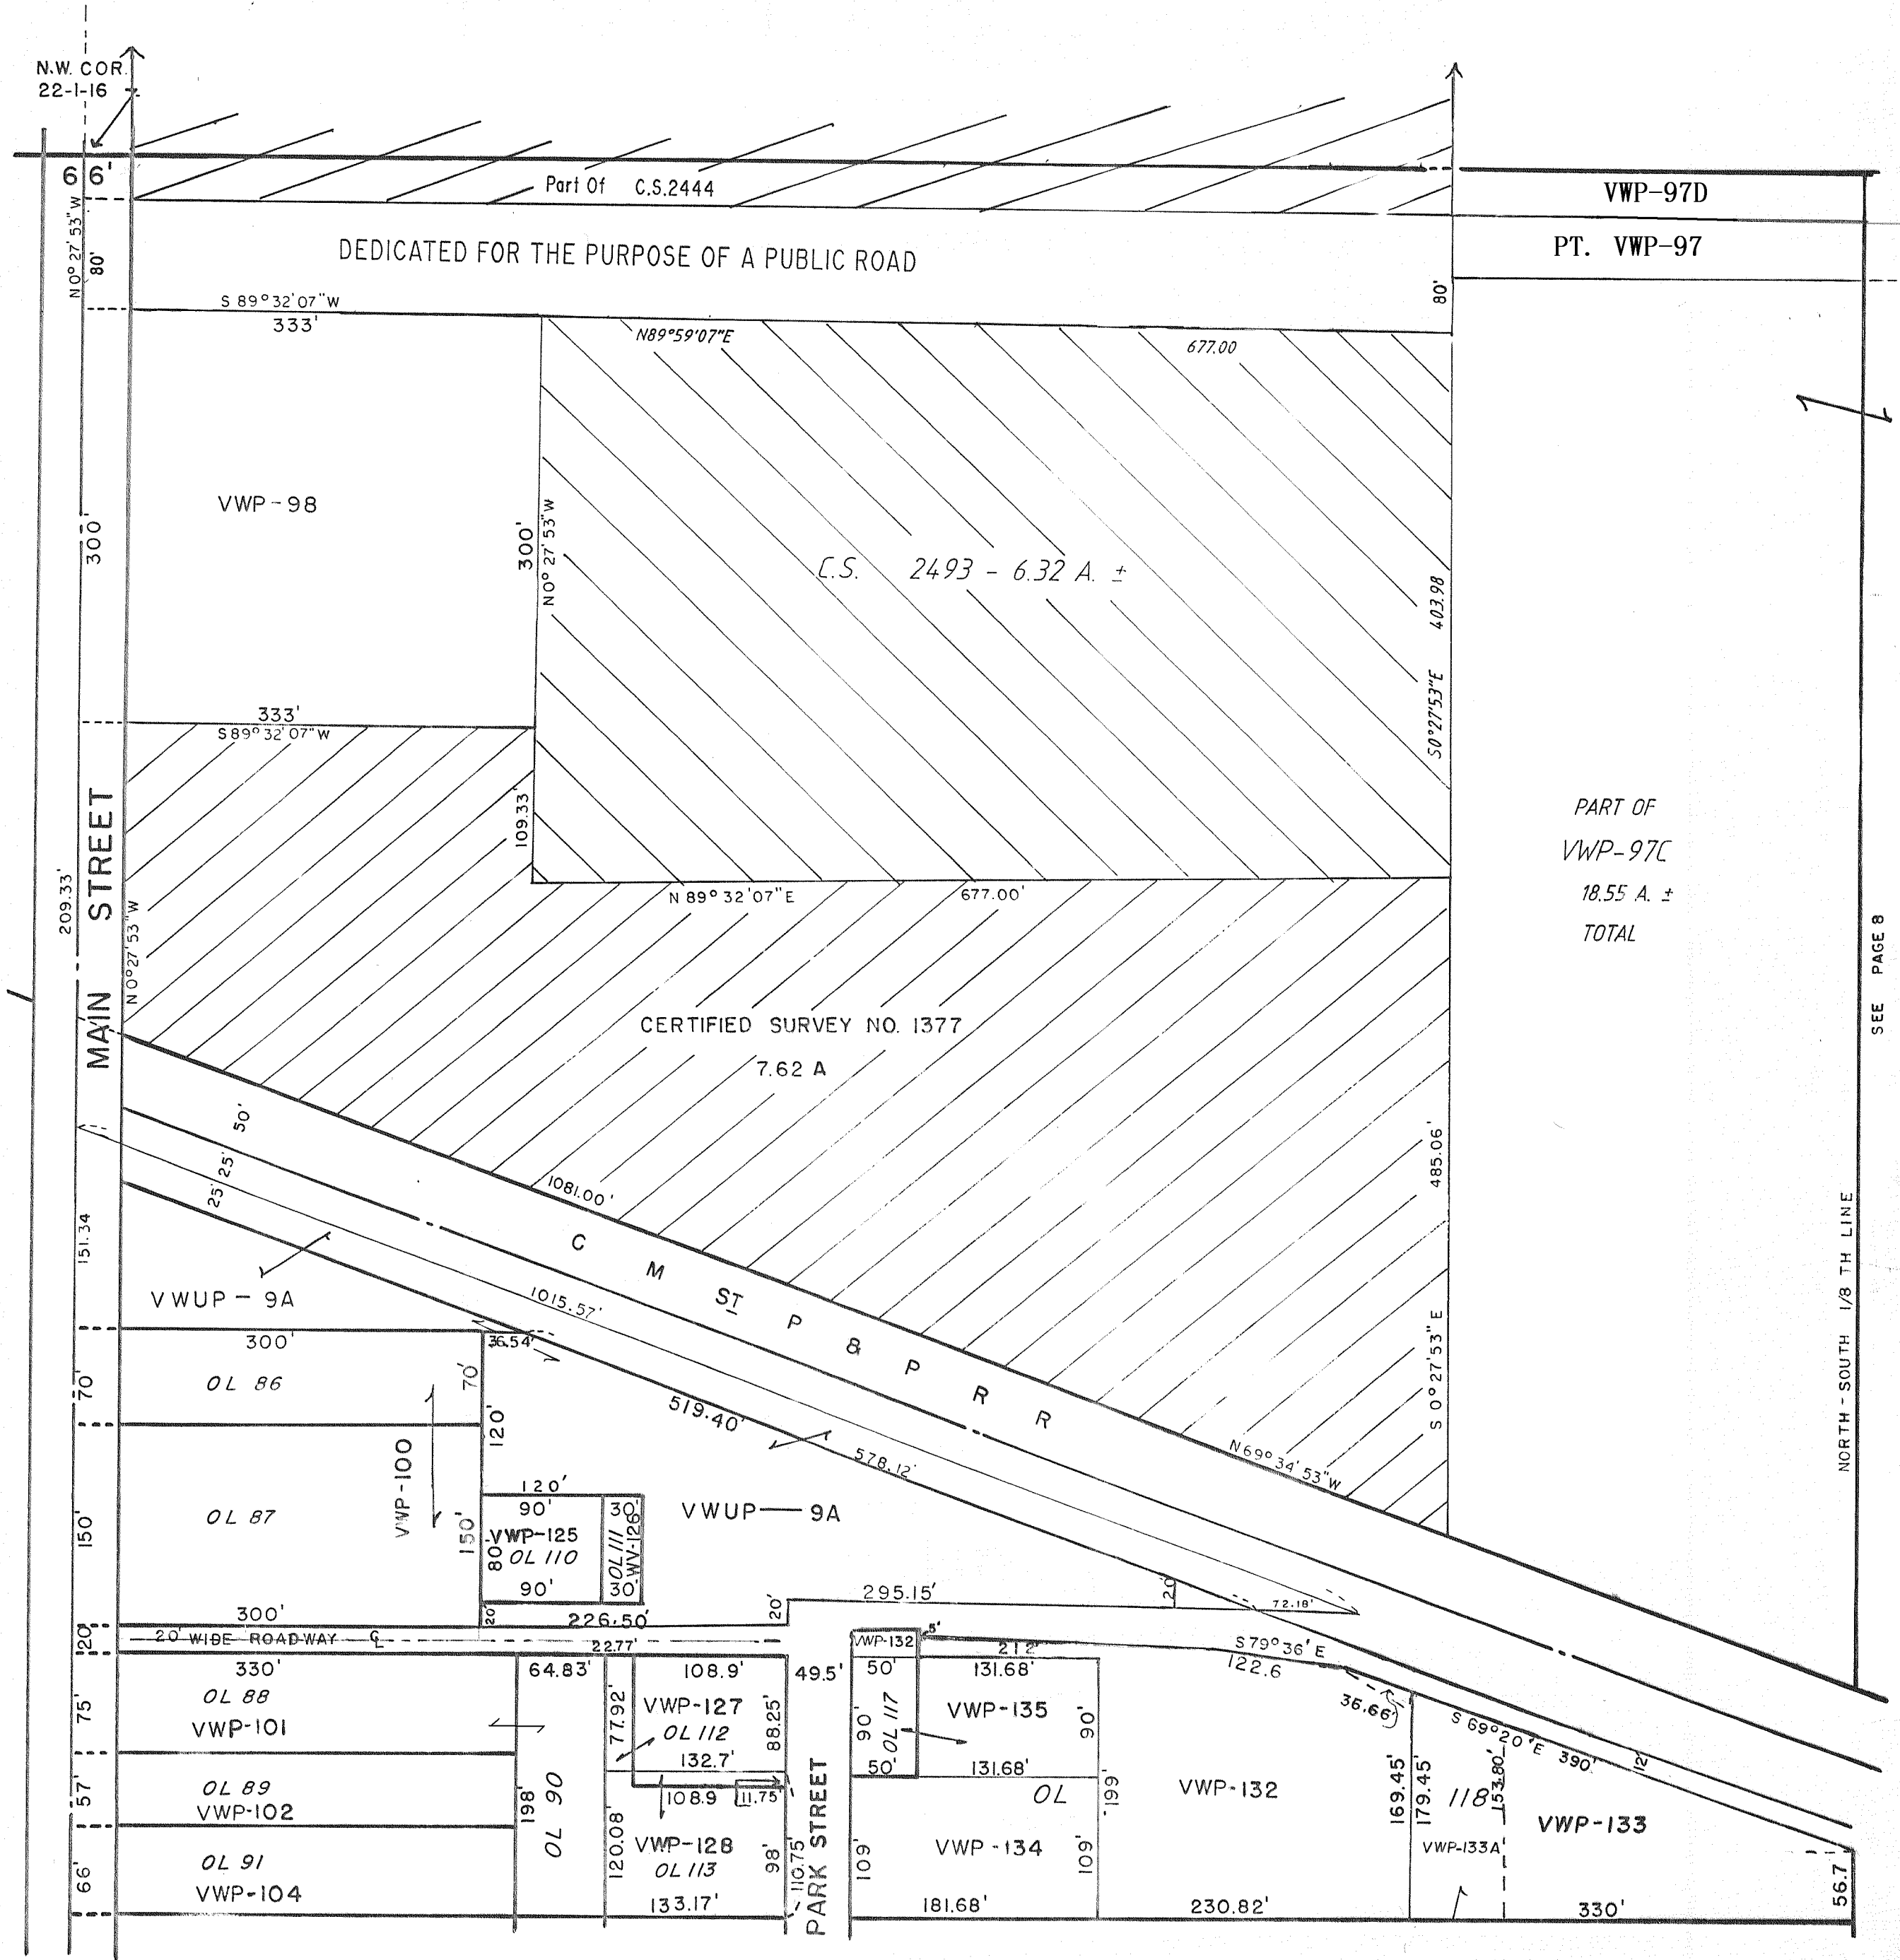 N.W. COR.
22-1-16
66'
Part Of C.S.2444
VWP-97D
N0°27'53"W
80'
DEDICATED FOR THE PURPOSE OF A PUBLIC ROAD
PT. VWP-97
80'
S 89°32'07"W
333'
N89°59'07"E
677.00
VWP-98
300'
300'
N0°27'53"W
C.S. 2493 - 6.32 A. ±
403.98
S0°27'53"E
333'
S89°32'07"W
109.33'
N 89°32'07"E
677.00'
PART OF
VWP-97C
18.55 A. ±
TOTAL
SEE PAGE 8
MAIN STREET
209.33'
N0°27'53"W
CERTIFIED SURVEY NO. 1377
7.62 A
50'
25' 25'
1081.00'
485.06'
S 0°27'53" E
NORTH - SOUTH 1/8 TH LINE
151.34
C M ST P & P R R
1015.57'
VWUP - 9A
300'
36.54'
70'
OL 86
70'
120'
519.40'
578.12'
N69°34'53"W
VWP-100
150'
OL 87
150'
120'
90'
30'
VWP-125
OL 110
80'
90'
OL 111
WV-126
30'
VWUP — 9A
295.15'
20'
72.18'
300'
20'
226.50'
20'
20'
20' WIDE ROADWAY ℄
22.77'
VWP-132
5'
212'
S79°36' E
122.6
330'
64.83'
108.9'
49.5'
50'
131.68'
75'
OL 88
VWP-101
77.92'
VWP-127
OL 112
88.25'
132.7'
90'
OL 117
VWP-135
90'
36.66'
S 69°20' E 390'
12'
57'
OL 89
VWP-102
198'
OL 90
108.9
11.75'
50'
131.68'
OL
199'
VWP-132
169.45'
179.45'
118
153.80'
VWP-133
66'
OL 91
VWP-104
120.08'
VWP-128
OL 113
98'
110.75'
PARK STREET
109'
VWP-134
109'
VWP-133A
56.7
133.17'
181.68'
230.82'
330'